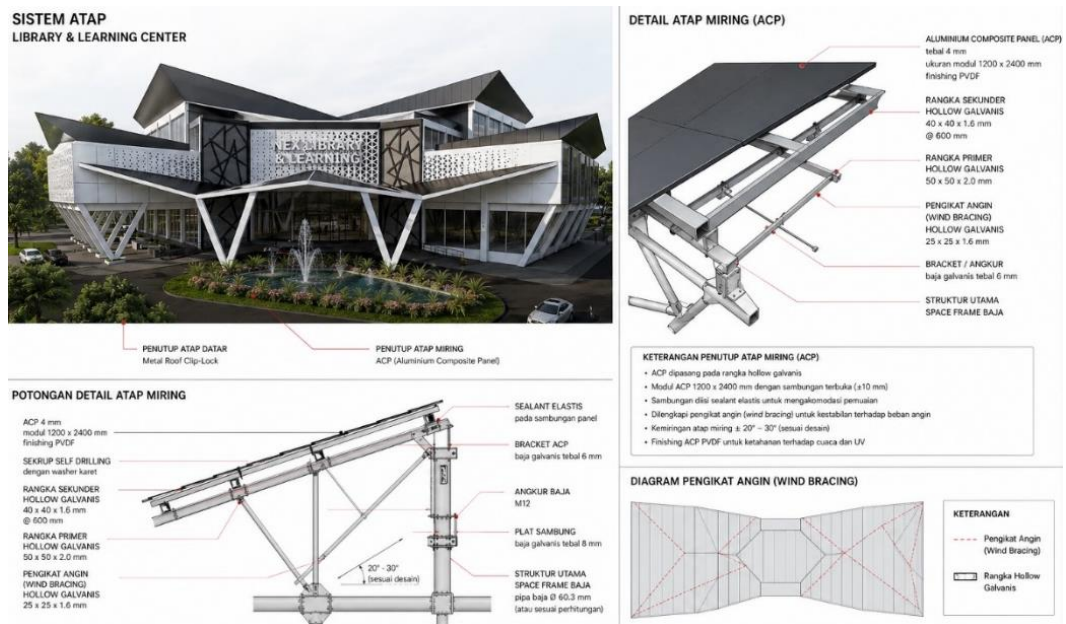 SISTEM ATAP
LIBRARY & LEARNING CENTER
NEX LIBRARY
& LEARNING
PENUTUP ATAP DATAR
Metal Roof Clip-Lock
PENUTUP ATAP MIRING
ACP (Aluminium Composite Panel)
DETAIL ATAP MIRING (ACP)
ALUMINIUM COMPOSITE PANEL (ACP)
tebal 4 mm
ukuran modul 1200 x 2400 mm
finishing PVDF
RANGKA SEKUNDER
HOLLOW GALVANIS
40 x 40 x 1.6 mm
@ 600 mm
RANGKA PRIMER
HOLLOW GALVANIS
50 x 50 x 2.0 mm
PENGIKAT ANGIN
(WIND BRACING)
HOLLOW GALVANIS
25 x 25 x 1.6 mm
BRACKET / ANGKUR
baja galvanis tebal 6 mm
STRUKTUR UTAMA
SPACE FRAME BAJA
KETERANGAN PENUTUP ATAP MIRING (ACP)
• ACP dipasang pada rangka hollow galvanis
• Modul ACP 1200 x 2400 mm dengan sambungan terbuka (±10 mm)
• Sambungan diisi sealant elastis untuk mengakomodasi pemuaian
• Dilengkapi pengikat angin (wind bracing) untuk kestabilan terhadap beban angin
• Kemiringan atap miring ± 20° – 30° (sesuai desain)
• Finishing ACP PVDF untuk ketahanan terhadap cuaca dan UV
POTONGAN DETAIL ATAP MIRING
ACP 4 mm
modul 1200 x 2400 mm
finishing PVDF
SEKRUP SELF DRILLING
dengan washer karet
RANGKA SEKUNDER
HOLLOW GALVANIS
40 x 40 x 1.6 mm
@ 600 mm
RANGKA PRIMER
HOLLOW GALVANIS
50 x 50 x 2.0 mm
PENGIKAT ANGIN
(WIND BRACING)
HOLLOW GALVANIS
25 x 25 x 1.6 mm
20° - 30°
(sesuai desain)
SEALANT ELASTIS
pada sambungan panel
BRACKET ACP
baja galvanis tebal 6 mm
ANGKUR BAJA
M12
PLAT SAMBUNG
baja galvanis tebal 8 mm
STRUKTUR UTAMA
SPACE FRAME BAJA
pipa baja Ø 60.3 mm
(atau sesuai perhitungan)
DIAGRAM PENGIKAT ANGIN (WIND BRACING)
KETERANGAN
Pengikat Angin
(Wind Bracing)
Rangka Hollow
Galvanis